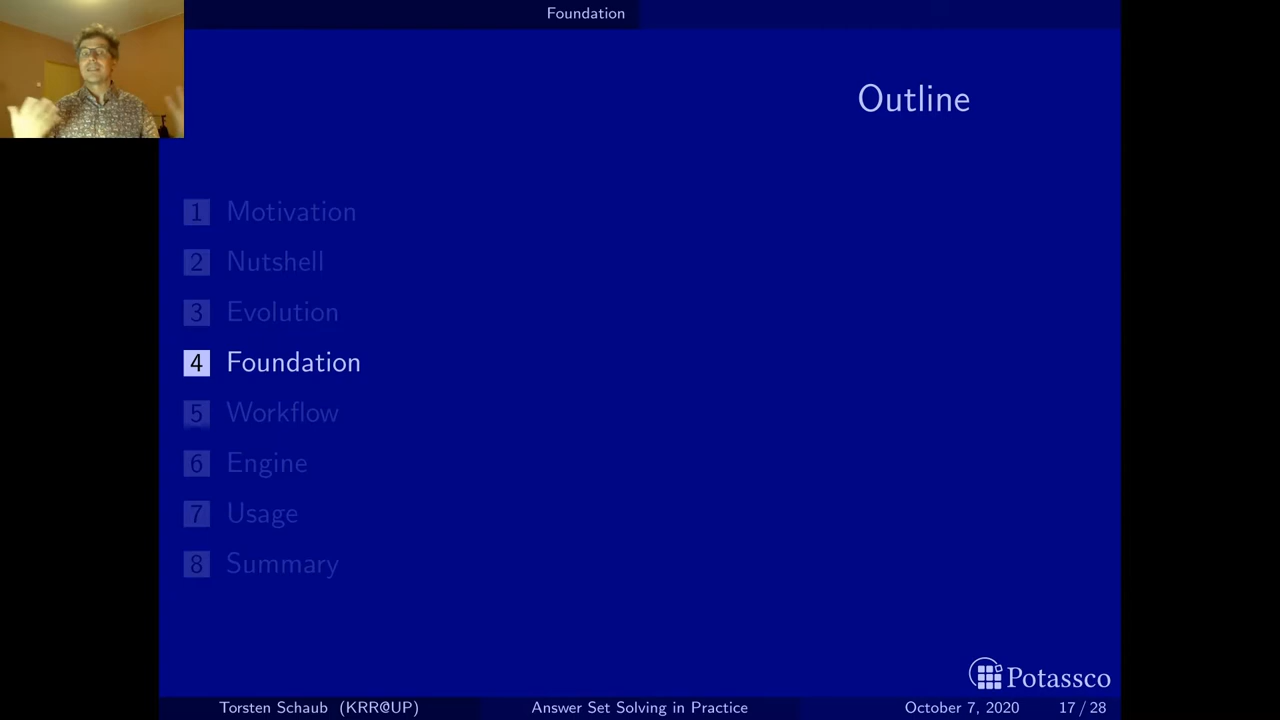 Foundation
Outline
1 Motivation
2 Nutshell
3 Evolution
4 Foundation
5 Workflow
6 Engine
7 Usage
8 Summary
Potassco
Torsten Schaub (KRR@UP) Answer Set Solving in Practice October 7, 2020 17 / 28